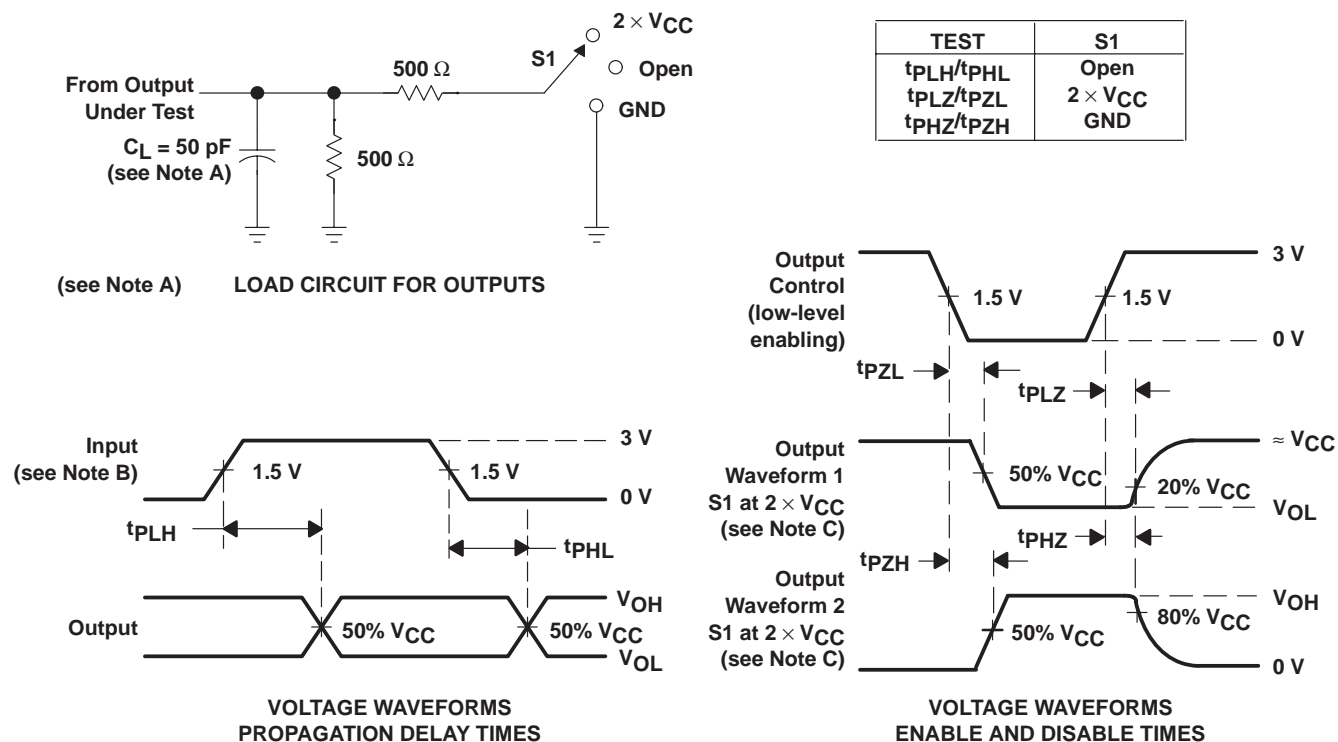 2 × VCC
S1
Open
GND
500 Ω
From Output
Under Test
CL = 50 pF
(see Note A)
500 Ω
(see Note A)
LOAD CIRCUIT FOR OUTPUTS
TEST S1
tPLH/tPHL Open
tPLZ/tPZL 2 × VCC
tPHZ/tPZH GND
Input
(see Note B)
1.5 V
1.5 V
3 V
0 V
tPLH
tPHL
Output
50% VCC
50% VCC
VOH
VOL
VOLTAGE WAVEFORMS
PROPAGATION DELAY TIMES
Output
Control
(low-level
enabling)
1.5 V
1.5 V
3 V
0 V
tPZL
tPLZ
Output
Waveform 1
S1 at 2 × VCC
(see Note C)
50% VCC
20% VCC
≈ VCC
VOL
tPZH
tPHZ
Output
Waveform 2
S1 at 2 × VCC
(see Note C)
50% VCC
80% VCC
VOH
0 V
VOLTAGE WAVEFORMS
ENABLE AND DISABLE TIMES